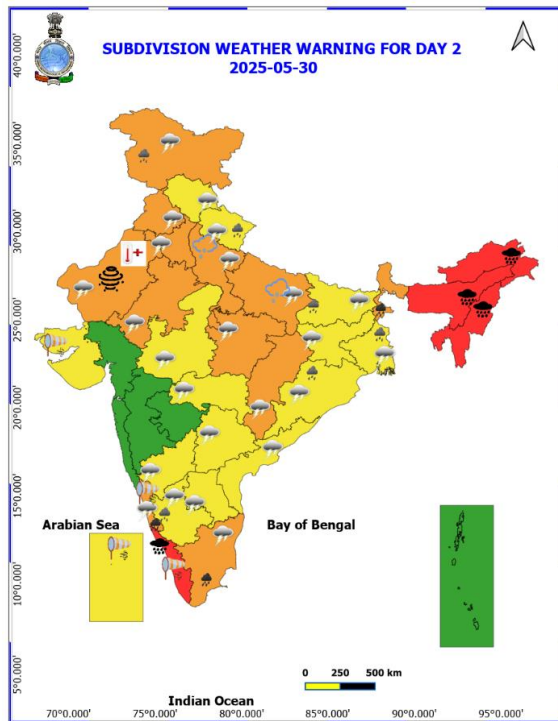 SUBDIVISION WEATHER WARNING FOR DAY 2
2025-05-30
40°0.000'
35°0.000'
30°0.000'
25°0.000'
20°0.000'
15°0.000'
10°0.000'
5°0.000'
Arabian Sea
Bay of Bengal
0 250 500 km
70°0.000' 75°0.000' 80°0.000' 85°0.000' 90°0.000' 95°0.000'
Indian Ocean